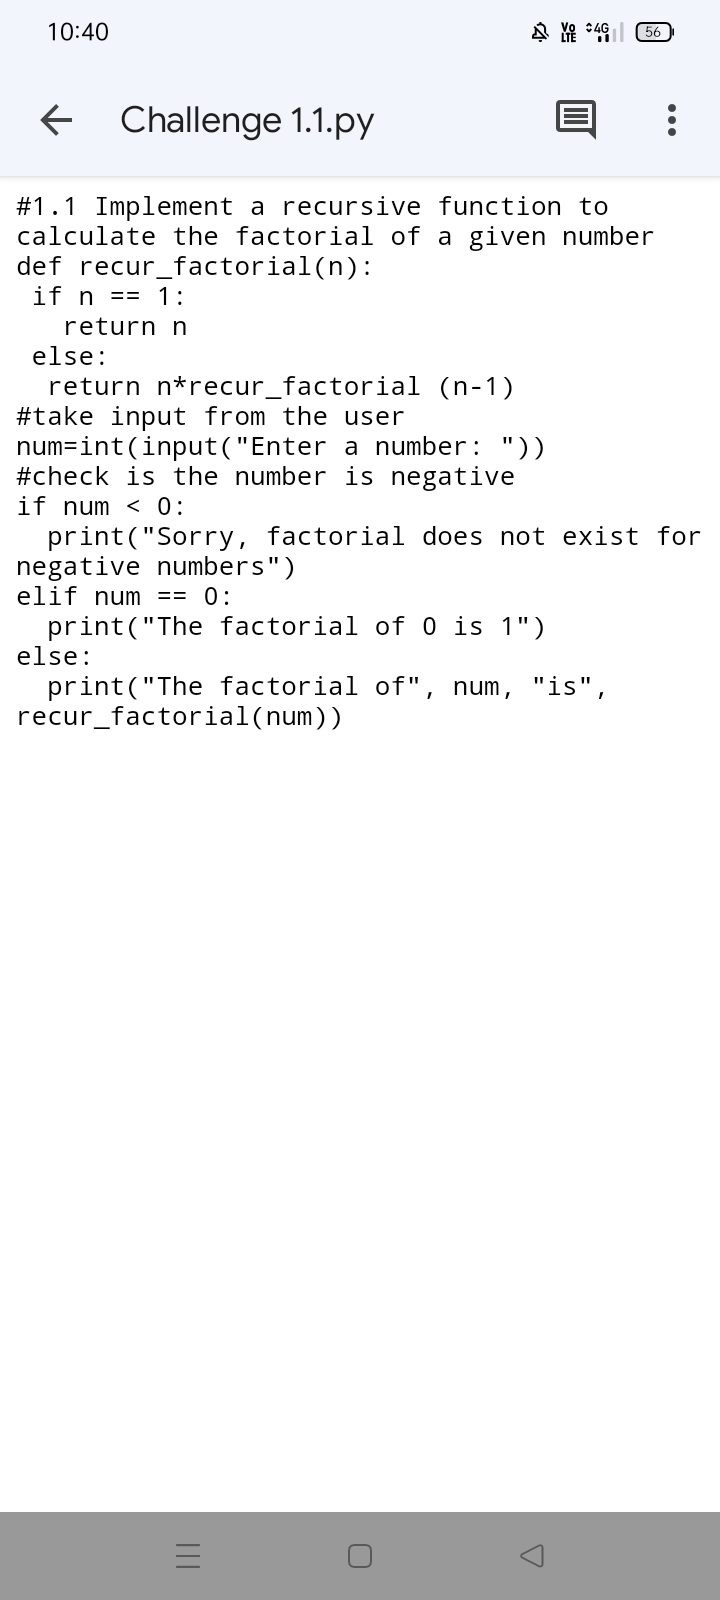 10:40
Vo
LTE
4G
56
Challenge 1.1.py
#1.1 Implement a recursive function to
calculate the factorial of a given number
def recur_factorial(n):
 if n == 1:
   return n
 else:
  return n*recur_factorial (n-1)
#take input from the user
num=int(input("Enter a number: "))
#check is the number is negative
if num < 0:
  print("Sorry, factorial does not exist for
negative numbers")
elif num == 0:
  print("The factorial of 0 is 1")
else:
  print("The factorial of", num, "is",
recur_factorial(num))